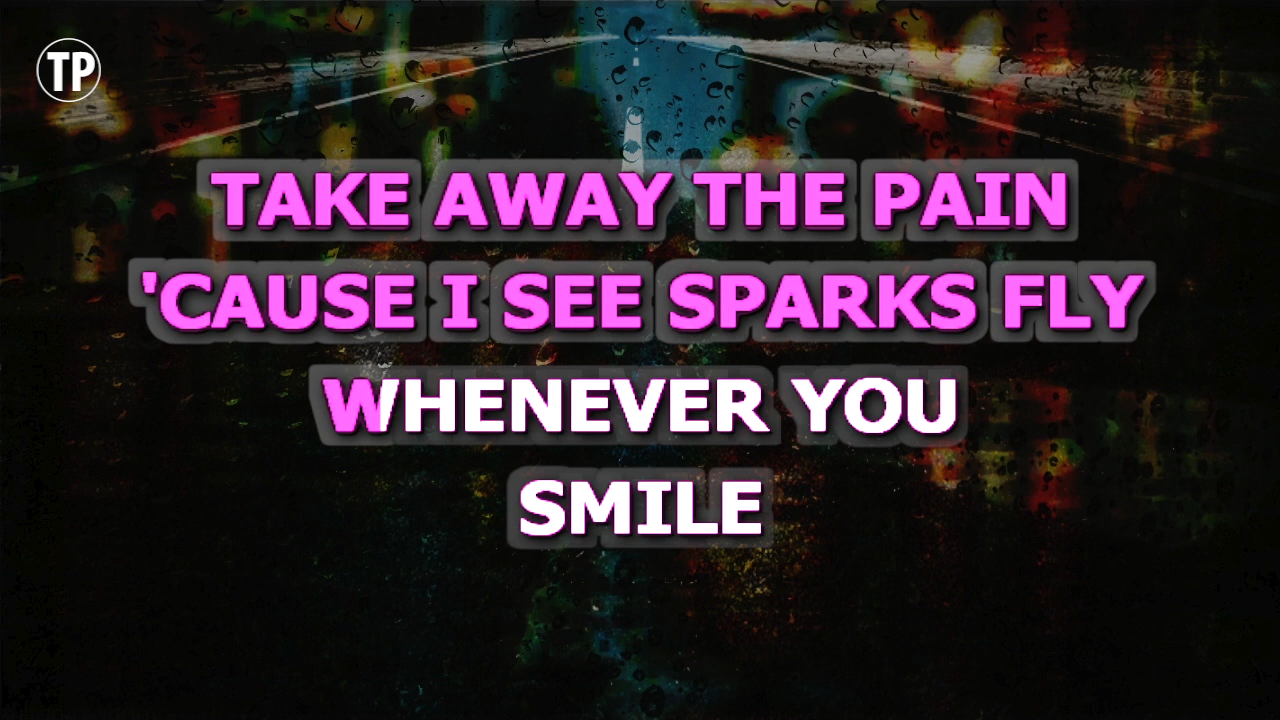 TP
TAKE AWAY THE PAIN
'CAUSE I SEE SPARKS FLY
WHENEVER YOU
SMILE